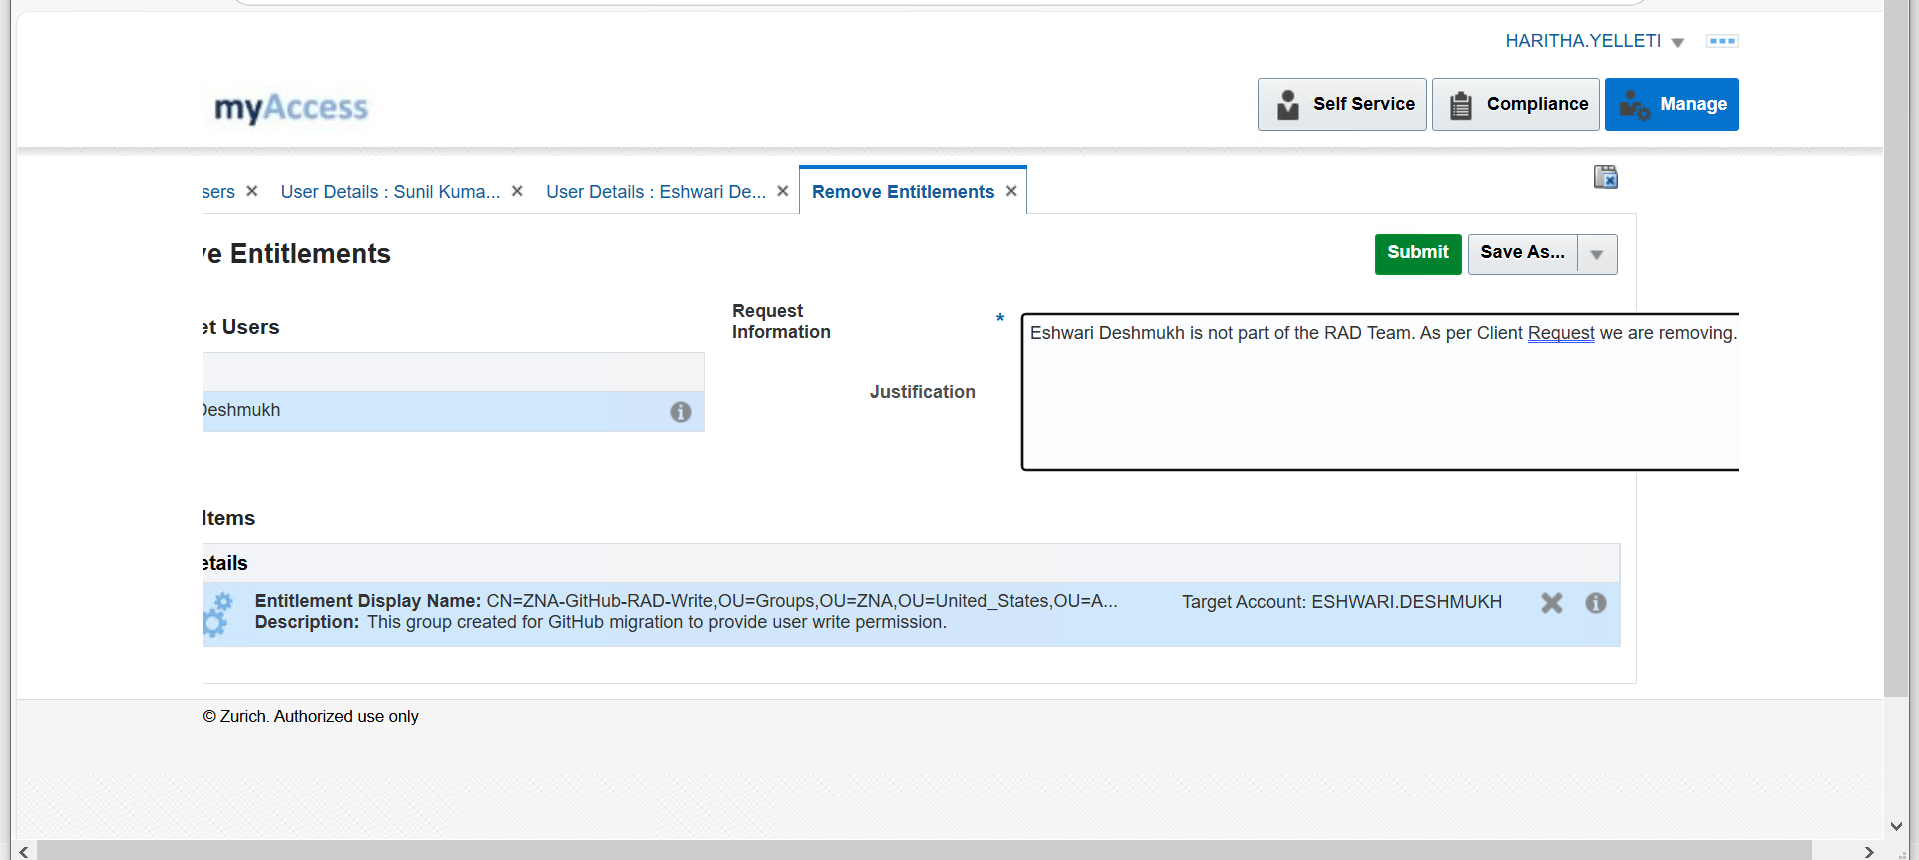 HARITHA.YELLETI
myAccess
Self Service
Compliance
Manage
sers
User Details : Sunil Kuma...
User Details : Eshwari De...
Remove Entitlements
ve Entitlements
Submit
Save As...
et Users
Request
Information
*
Eshwari Deshmukh is not part of the RAD Team. As per Client Request we are removing.
Justification
Deshmukh
Items
etails
Entitlement Display Name: CN=ZNA-GitHub-RAD-Write,OU=Groups,OU=ZNA,OU=United_States,OU=A...
Target Account: ESHWARI.DESHMUKH
Description: This group created for GitHub migration to provide user write permission.
© Zurich. Authorized use only